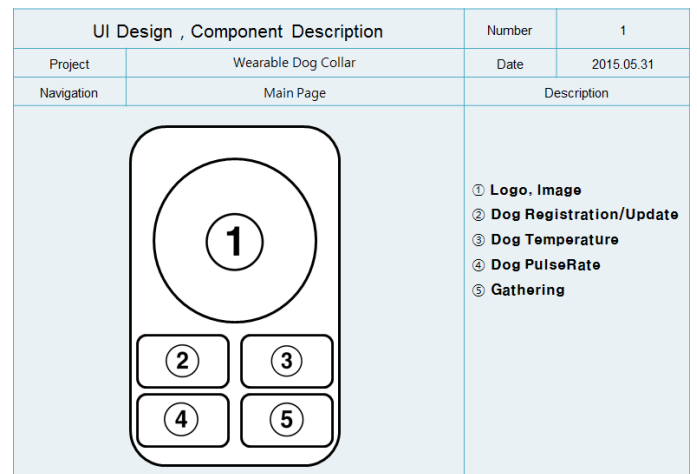 UI Design , Component Description
Number
1
Project
Wearable Dog Collar
Date
2015.05.31
Navigation
Main Page
Description
1
2
3
4
5
① Logo, Image
② Dog Registration/Update
③ Dog Temperature
④ Dog PulseRate
⑤ Gathering